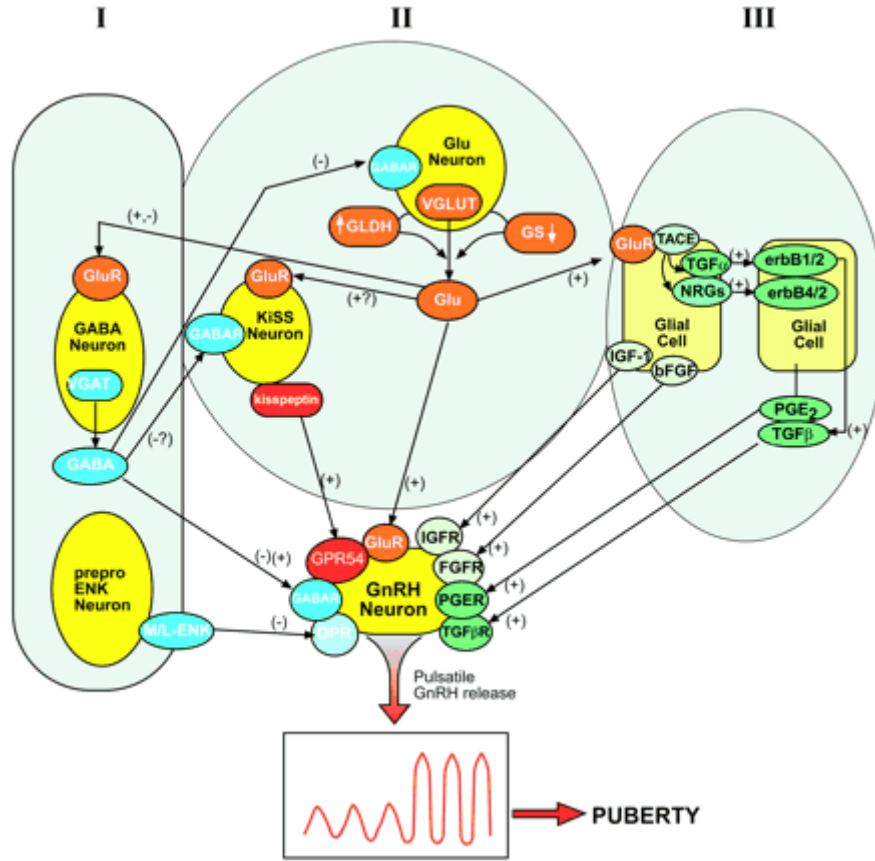 I
II
III
Glu
Neuron
GABAR
VGLUT
↑GLDH
GS↓
(-)
(+,-)
GluR
GABA
Neuron
VGAT
GABA
(-?)
GluR
KiSS
Neuron
GABAR
kisspeptin
(+?)
Glu
(+)
GluR
TACE
TGFα
(+)
erbB1/2
NRGs
(+)
erbB4/2
Glial
Cell
Glial
Cell
IGF-1
bFGF
PGE2
TGFβ
(+)
(+)
(+)
(-)(+)
prepro
ENK
Neuron
M/L-ENK
(-)
GPR54
GluR
IGFR
(+)
FGFR
(+)
GABAR
GnRH
Neuron
PGER
(+)
OPR
TGFβR
(+)
Pulsatile
GnRH release
PUBERTY